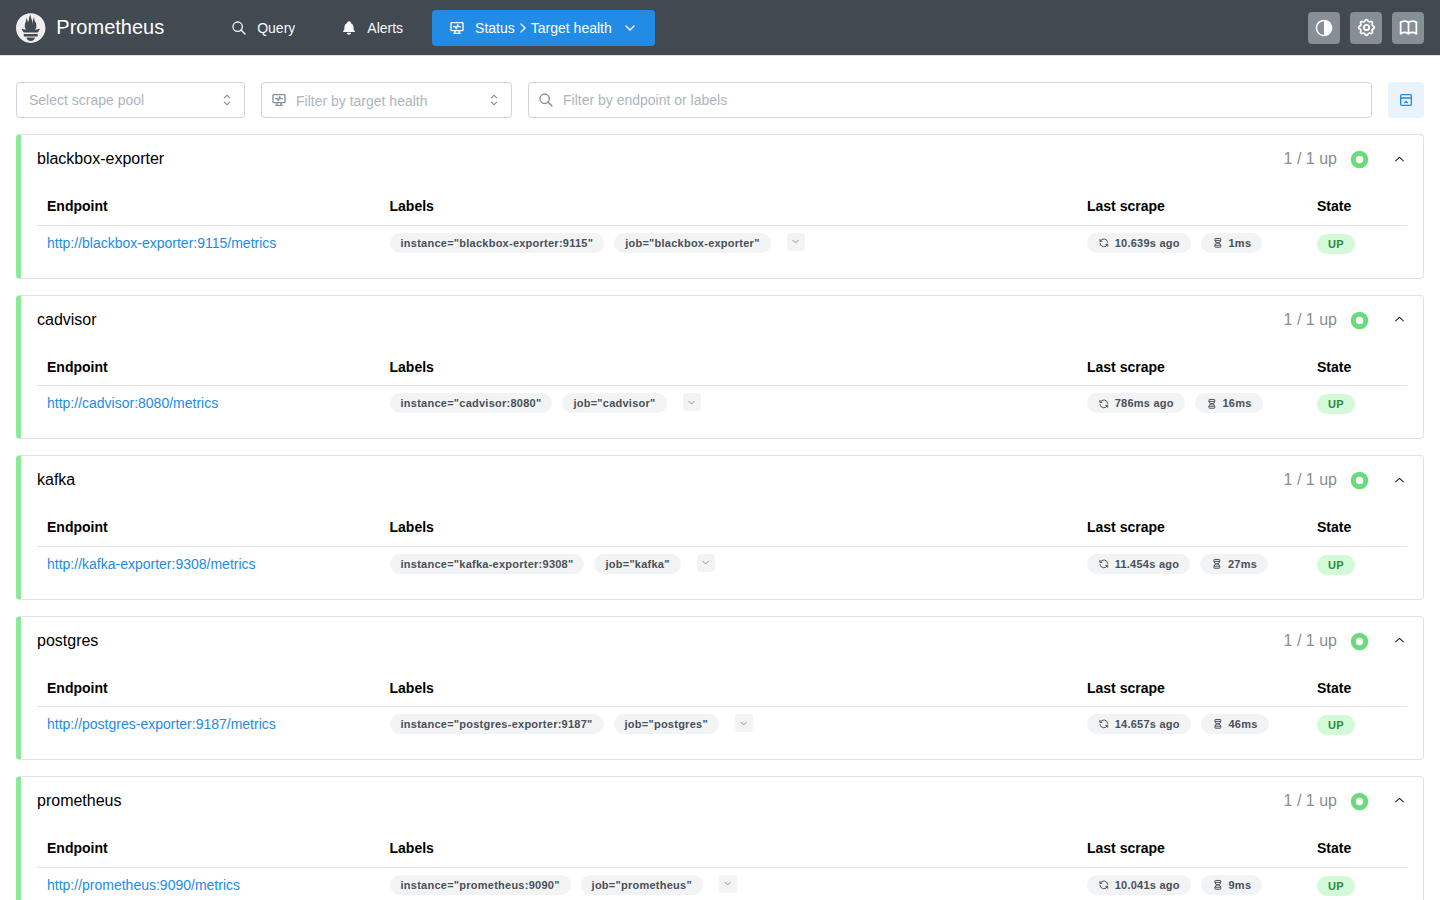 Prometheus Query Alerts Status > Target health
Select scrape pool Filter by target health Filter by endpoint or labels
blackbox-exporter 1 / 1 up
Endpoint Labels Last scrape State
http://blackbox-exporter:9115/metrics instance="blackbox-exporter:9115" job="blackbox-exporter" 10.639s ago 1ms UP
cadvisor 1 / 1 up
Endpoint Labels Last scrape State
http://cadvisor:8080/metrics instance="cadvisor:8080" job="cadvisor" 786ms ago 16ms UP
kafka 1 / 1 up
Endpoint Labels Last scrape State
http://kafka-exporter:9308/metrics instance="kafka-exporter:9308" job="kafka" 11.454s ago 27ms UP
postgres 1 / 1 up
Endpoint Labels Last scrape State
http://postgres-exporter:9187/metrics instance="postgres-exporter:9187" job="postgres" 14.657s ago 46ms UP
prometheus 1 / 1 up
Endpoint Labels Last scrape State
http://prometheus:9090/metrics instance="prometheus:9090" job="prometheus" 10.041s ago 9ms UP